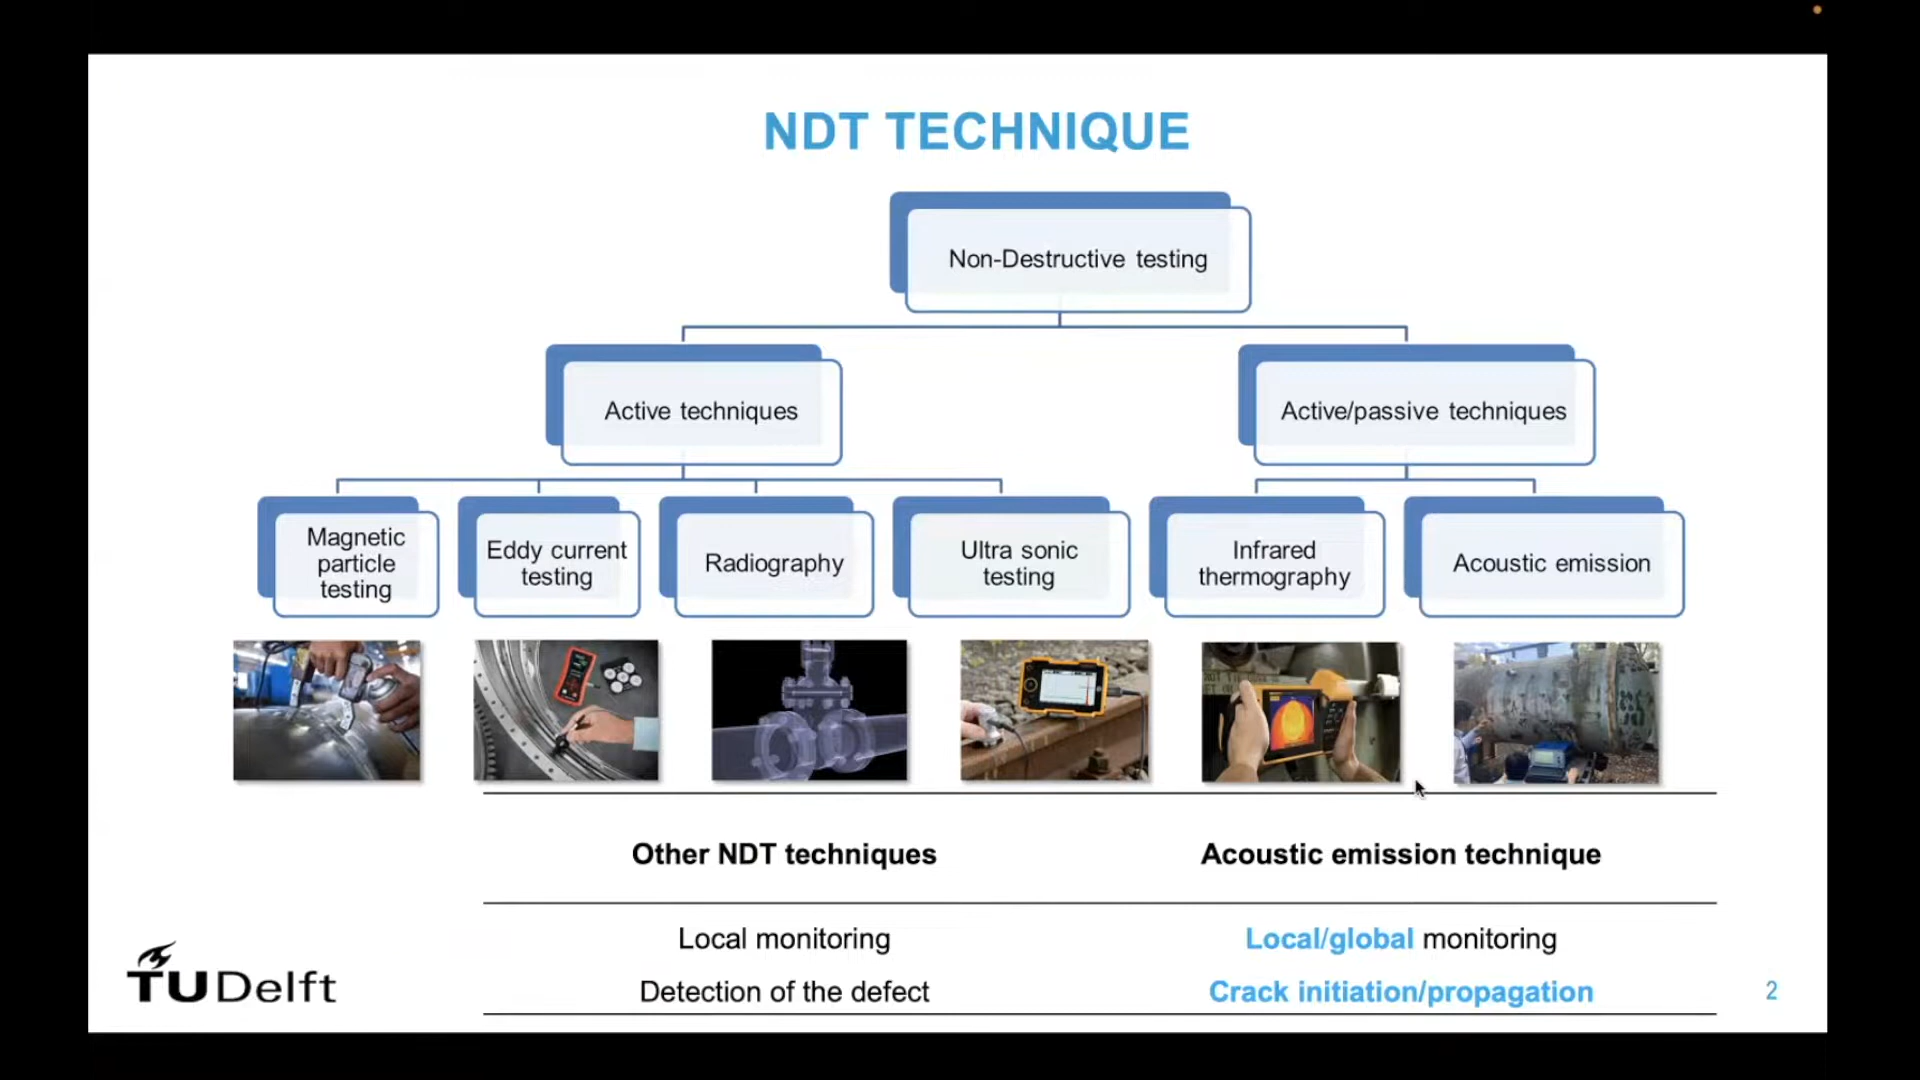 NDT TECHNIQUE
Non-Destructive testing
Active techniques
Active/passive techniques
Magnetic
particle
testing
Eddy current
testing
Radiography
Ultra sonic
testing
Infrared
thermography
Acoustic emission
Other NDT techniques
Acoustic emission technique
Local monitoring
Local/global monitoring
Detection of the defect
Crack initiation/propagation
TU Delft
2